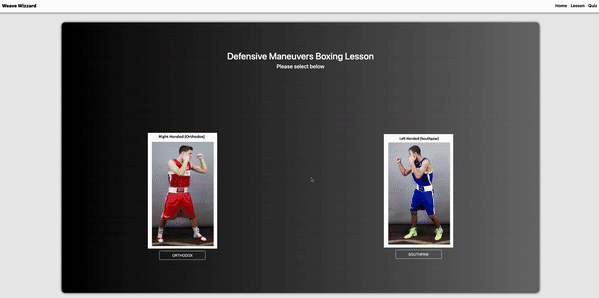 Weave Wizzard
Home Lesson Quiz
Defensive Maneuvers Boxing Lesson
Please select below
Right Handed (Orthodox)
Left Handed (Southpaw)
ORTHODOX
SOUTHPAW